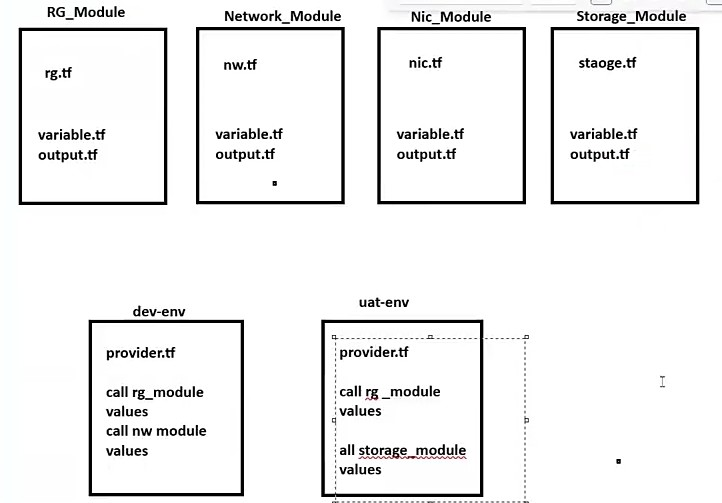 RG_Module
rg.tf
variable.tf
output.tf
Network_Module
nw.tf
variable.tf
output.tf
Nic_Module
nic.tf
variable.tf
output.tf
Storage_Module
staoge.tf
variable.tf
output.tf
dev-env
provider.tf
call rg_module
values
call nw module
values
uat-env
provider.tf
call rg _module
values
all storage_module
values